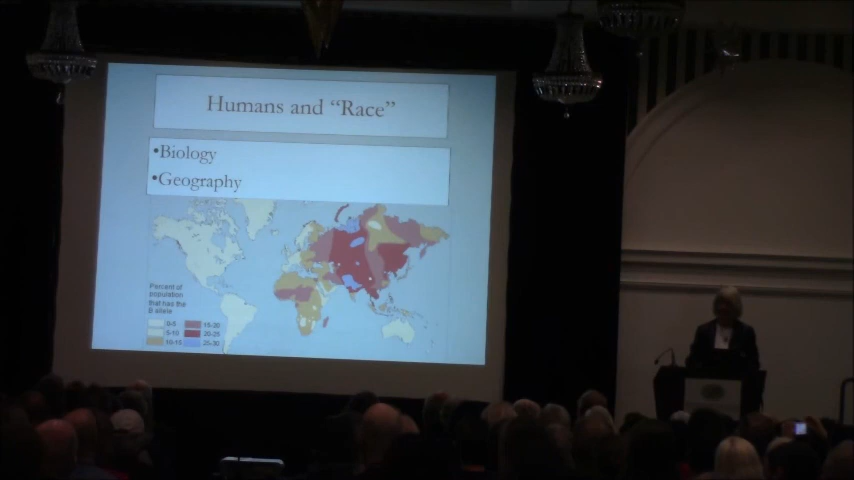 Humans and “Race”
•Biology
•Geography
Percent of
population
that has the
B allele
0-5 15-20
5-10 20-25
10-15 25-30